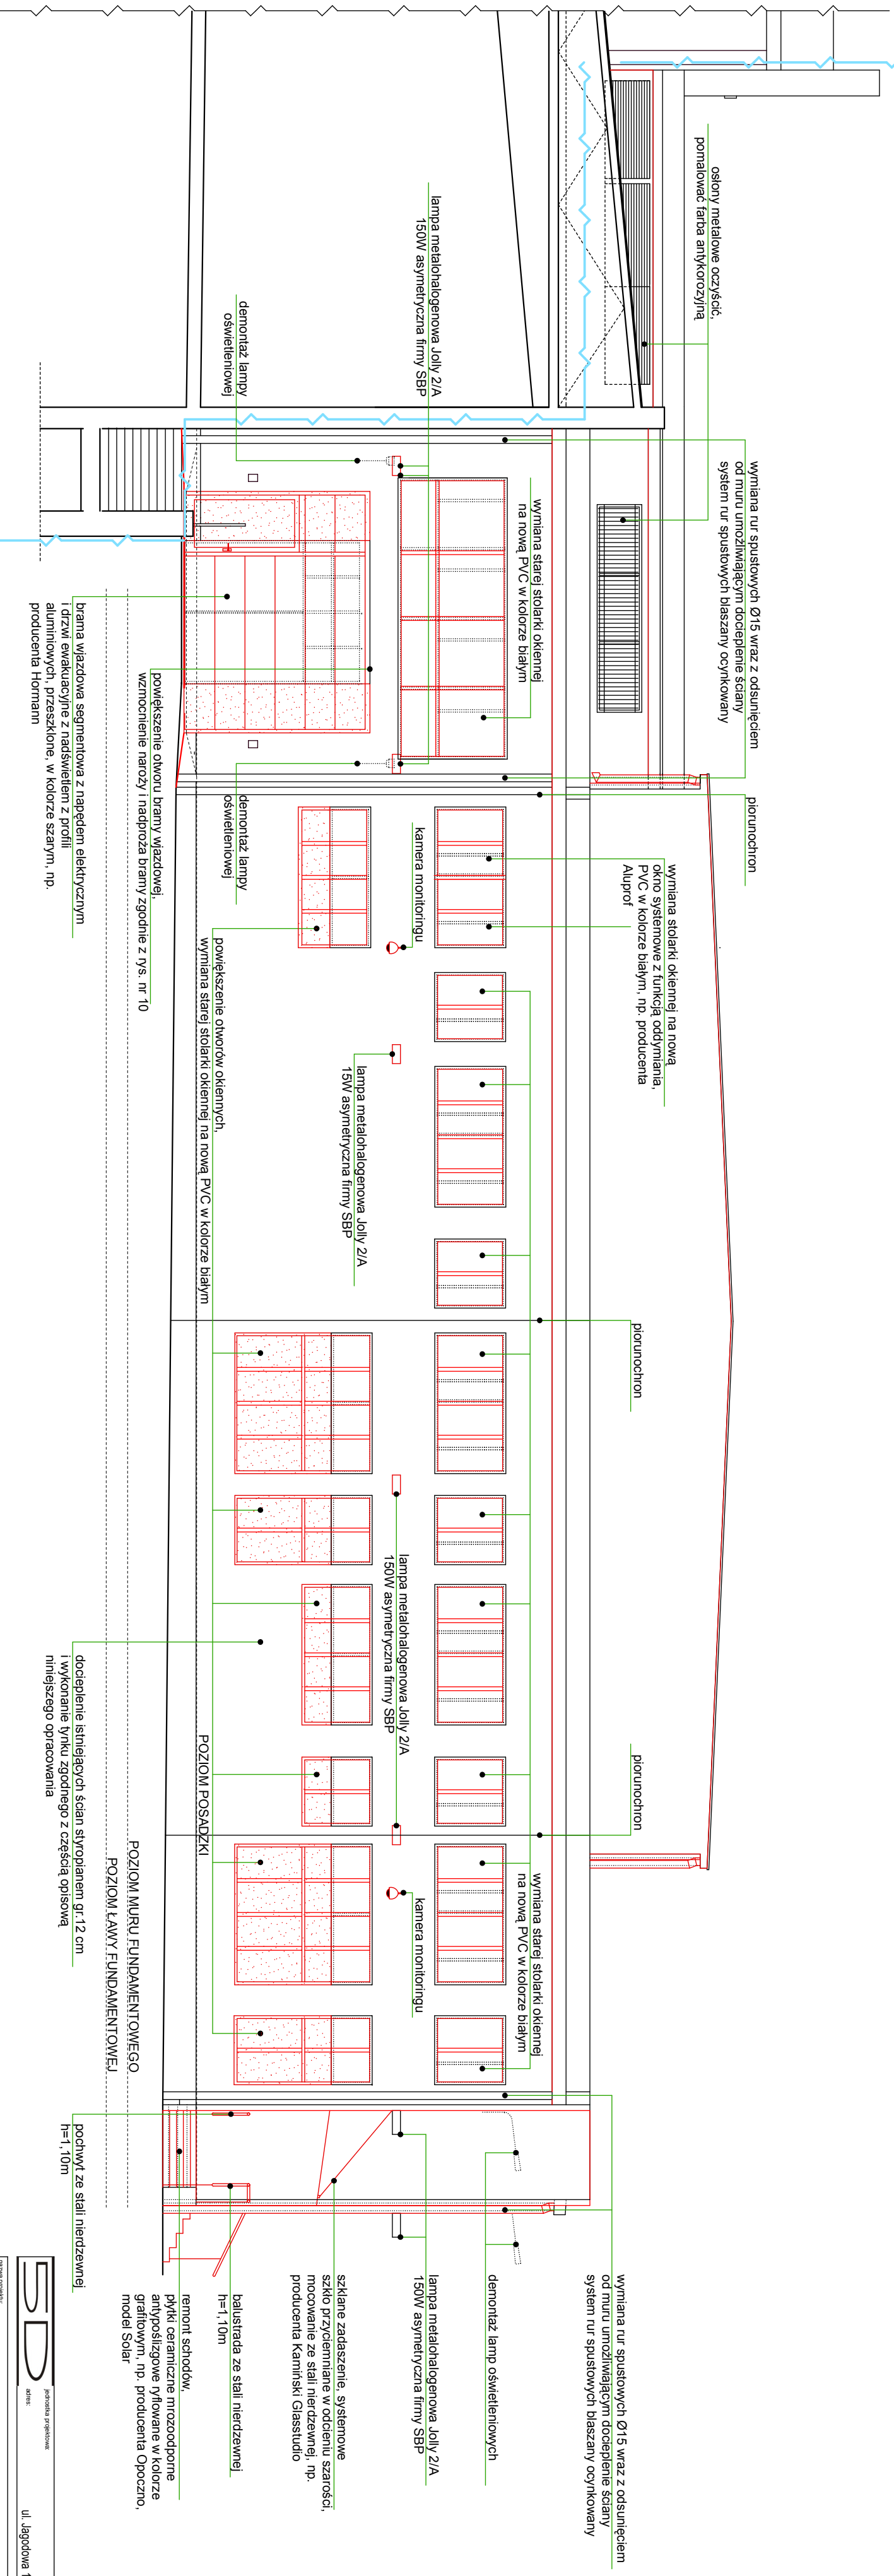 osłony metalowe oczyścić,
pomalować farba antykorozyjną
lampa metalohalogenowa Jolly 2/A
150W asymetryczna firmy SBP
demontaż lampy
oświetleniowej
wymiana rur spustowych Ø15 wraz z odsunięciem
od muru umożliwiającym docieplenie ściany
system rur spustowych blaszany ocynkowany
wymiana starej stolarki okiennej
na nową PVC w kolorze białym
brama wjazdowa segmentowa z napędem elektrycznym
i drzwi ewakuacyjne z nadświetlem z profili
aluminiowych, przeszklone, w kolorze szarym, np.
producenta Hormann
powiększenie otworu bramy wjazdowej,
wzmocnienie naroży i nadproża bramy zgodnie z rys. nr 10
demontaż lampy
oświetleniowej
piorunochron
wymiana stolarki okiennej na nową
okno systemowe z funkcją oddymiania,
PVC w kolorze białym, np. producenta
Aluprof
kamera monitoringu
powiększenie otworów okiennych,
wymiana starej stolarki okiennej na nową PVC w kolorze białym
lampa metalohalogenowa Jolly 2/A
15W asymetryczna firmy SBP
piorunochron
lampa metalohalogenowa Jolly 2/A
150W asymetryczna firmy SBP
docieplenie istniejących ścian styropianem gr.12 cm
i wykonanie tynku zgodnego z częścią opisową
niniejszego opracowania
POZIOM POSADZKI
POZIOM MURU FUNDAMENTOWEGO
POZIOM ŁAWY FUNDAMENTOWEJ
piorunochron
wymiana starej stolarki okiennej
na nową PVC w kolorze białym
kamera monitoringu
pochwyt ze stali nierdzewnej
h=1,10m
wymiana rur spustowych Ø15 wraz z odsunięciem
od muru umożliwiającym docieplenie ściany
system rur spustowych blaszany ocynkowany
demontaż lamp oświetleniowych
lampa metalohalogenowa Jolly 2/A
150W asymetryczna firmy SBP
szklane zadaszenie, systemowe
szkło przyciemniane w odcieniu szarości,
mocowanie ze stali nierdzewnej, np.
producenta Kamiński Glasstudio
balustrada ze stali nierdzewnej
h=1,10m
remont schodów,
płytki ceramiczne mrozoodporne
antypoślizgowe ryflowane w kolorze
grafitowym, np. producenta Opoczno,
model Solar
5D
jednostka projektowa:
adres:
ul. Jagodowa 1